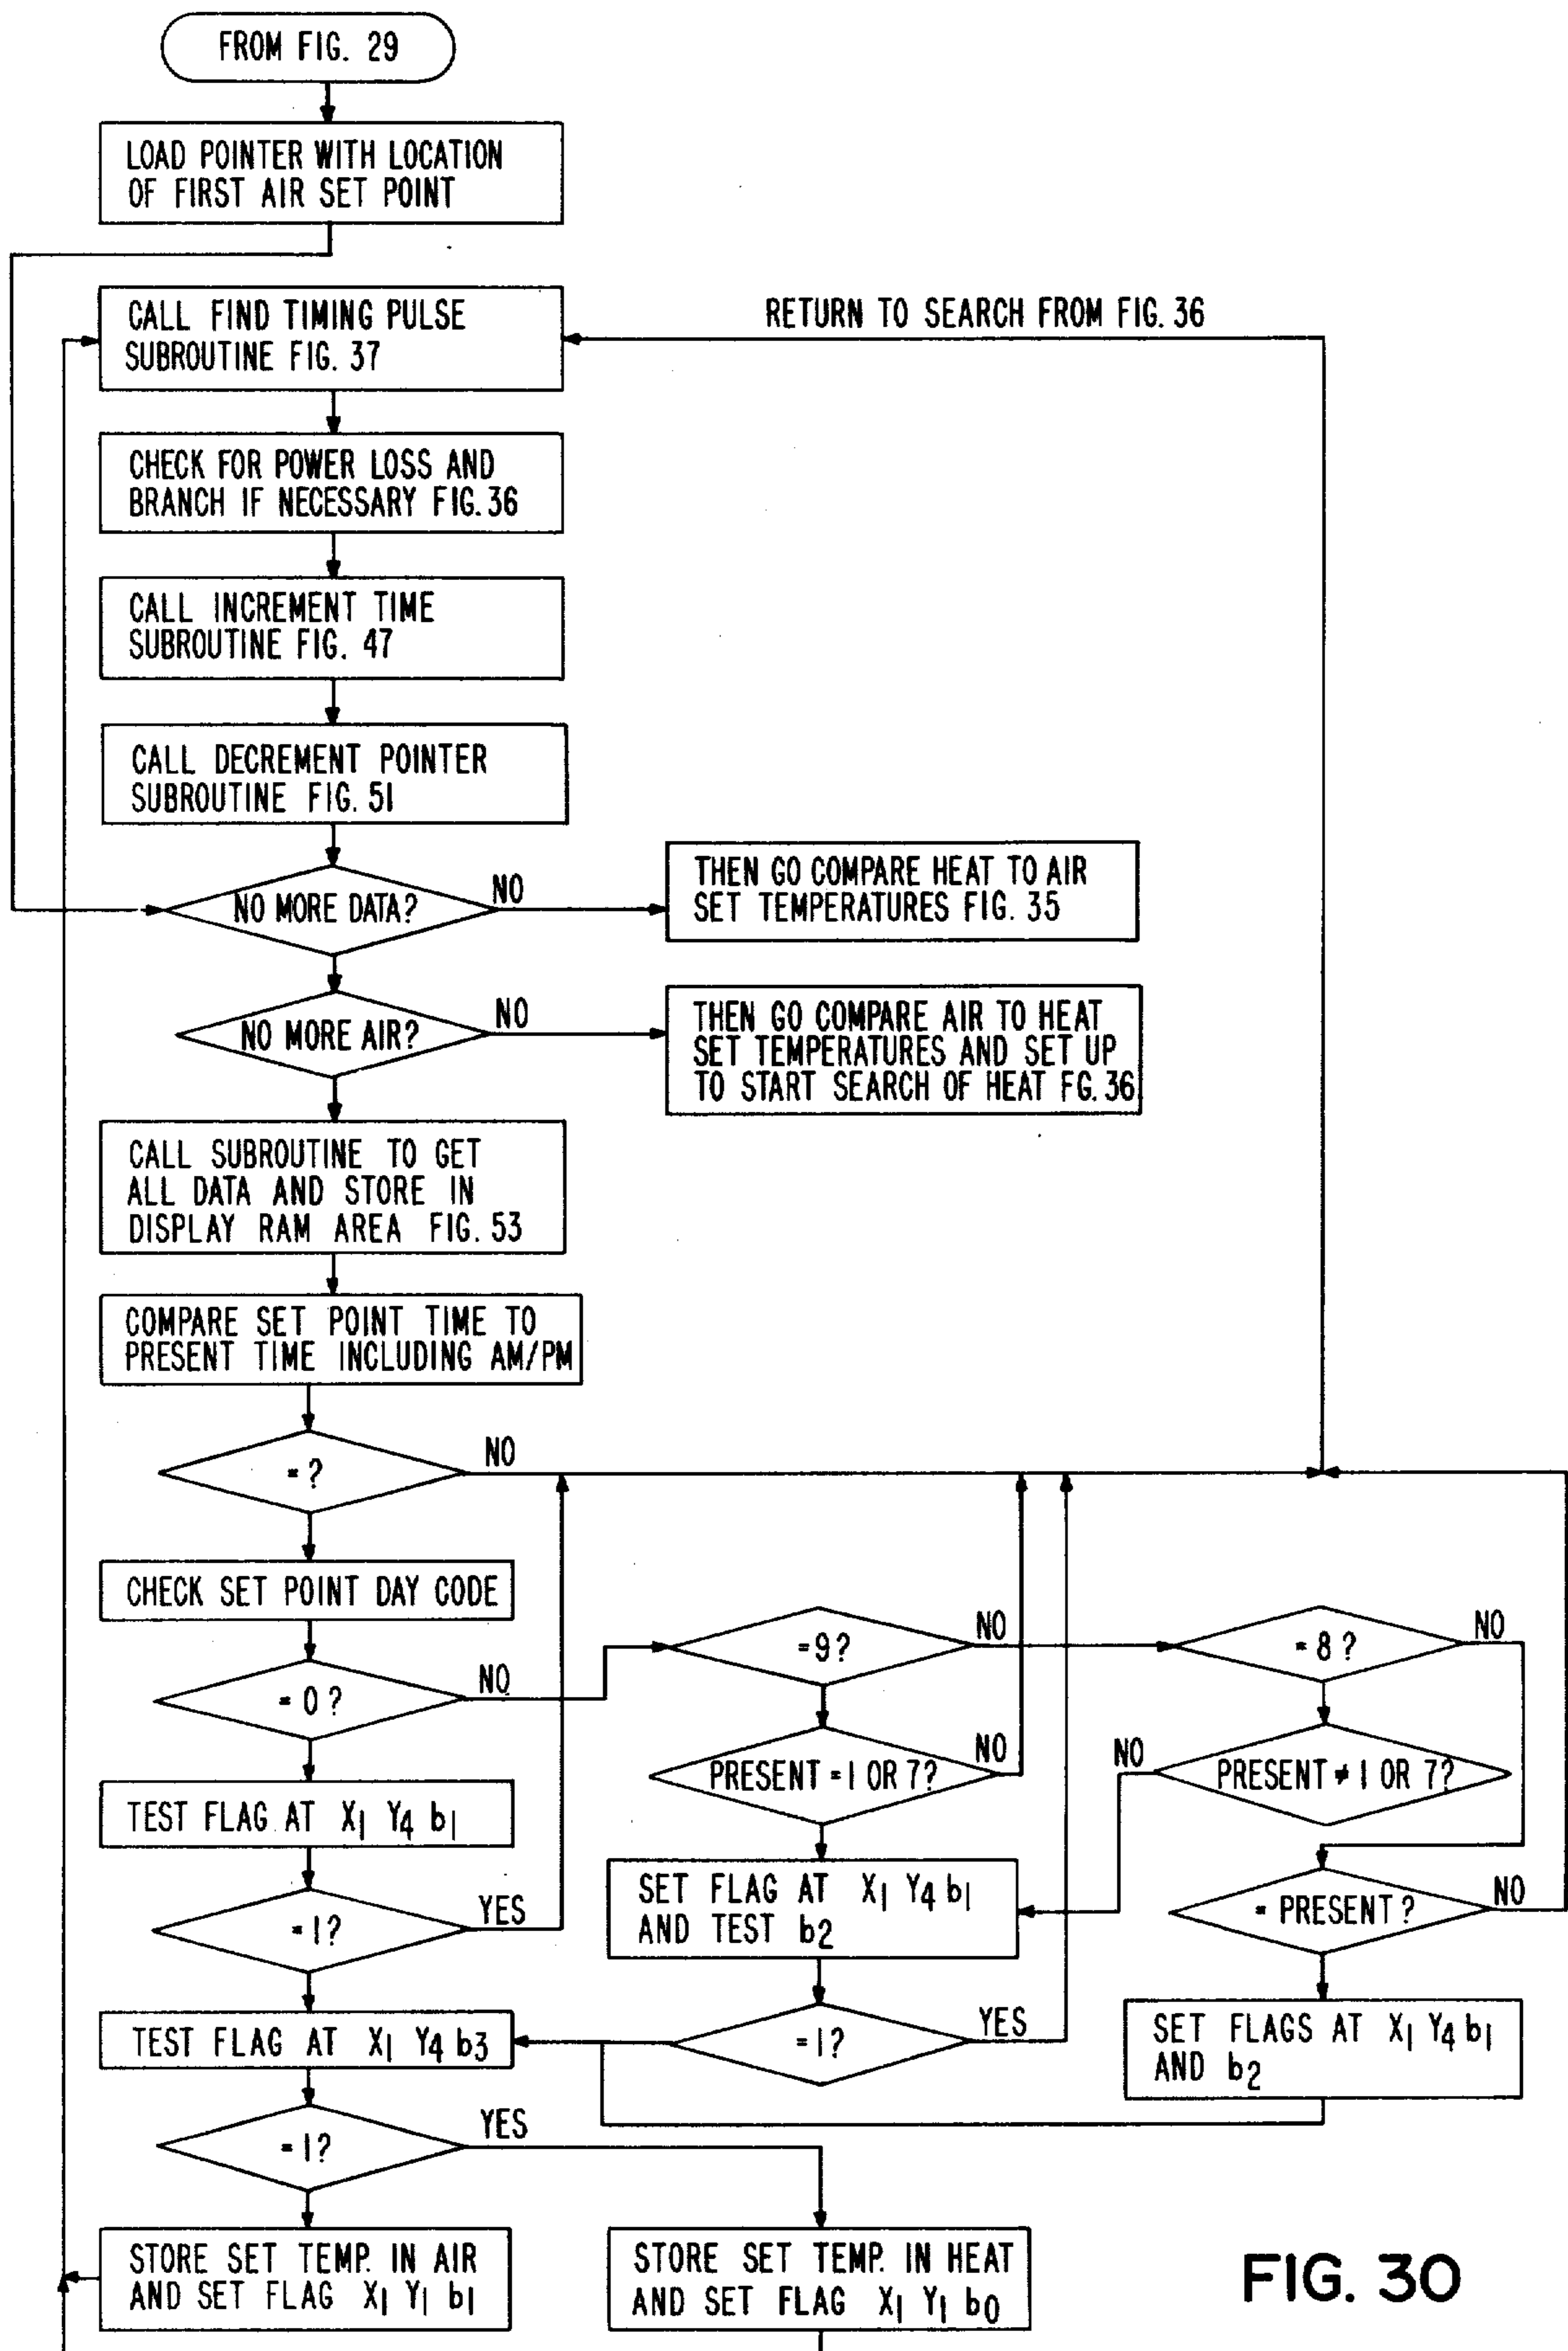 FROM FIG. 29
LOAD POINTER WITH LOCATION
OF FIRST AIR SET POINT
CALL FIND TIMING PULSE
SUBROUTINE FIG. 37
RETURN TO SEARCH FROM FIG. 36
CHECK FOR POWER LOSS AND
BRANCH IF NECESSARY FIG. 36
CALL INCREMENT TIME
SUBROUTINE FIG. 47
CALL DECREMENT POINTER
SUBROUTINE FIG. 51
NO MORE DATA?
NO
THEN GO COMPARE HEAT TO AIR
SET TEMPERATURES FIG. 35
NO MORE AIR?
NO
THEN GO COMPARE AIR TO HEAT
SET TEMPERATURES AND SET UP
TO START SEARCH OF HEAT FG. 36
CALL SUBROUTINE TO GET
ALL DATA AND STORE IN
DISPLAY RAM AREA FIG. 53
COMPARE SET POINT TIME TO
PRESENT TIME INCLUDING AM/PM
= ?
NO
CHECK SET POINT DAY CODE
= 0 ?
NO
=9?
NO
= 8 ?
NO
PRESENT = 1 OR 7?
NO
NO
PRESENT ≠ 1 OR 7?
TEST FLAG AT X1 Y4 b1
= 1?
YES
SET FLAG AT X1 Y4 b1
AND TEST b2
= PRESENT ?
NO
TEST FLAG AT X1 Y4 b3
= 1?
YES
SET FLAGS AT X1 Y4 b1
AND b2
= 1?
YES
STORE SET TEMP. IN AIR
AND SET FLAG X1 Y1 b1
STORE SET TEMP. IN HEAT
AND SET FLAG X1 Y1 b0
FIG. 30